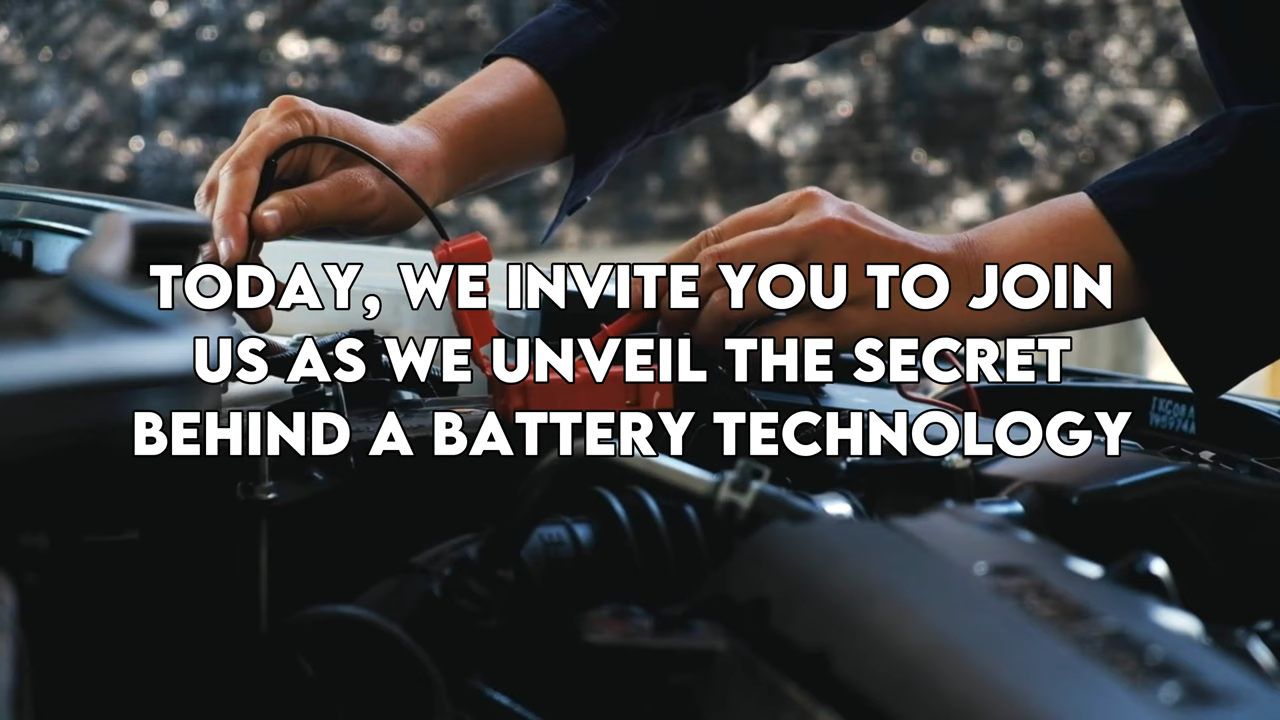 TODAY, WE INVITE YOU TO JOIN
US AS WE UNVEIL THE SECRET
BEHIND A BATTERY TECHNOLOGY